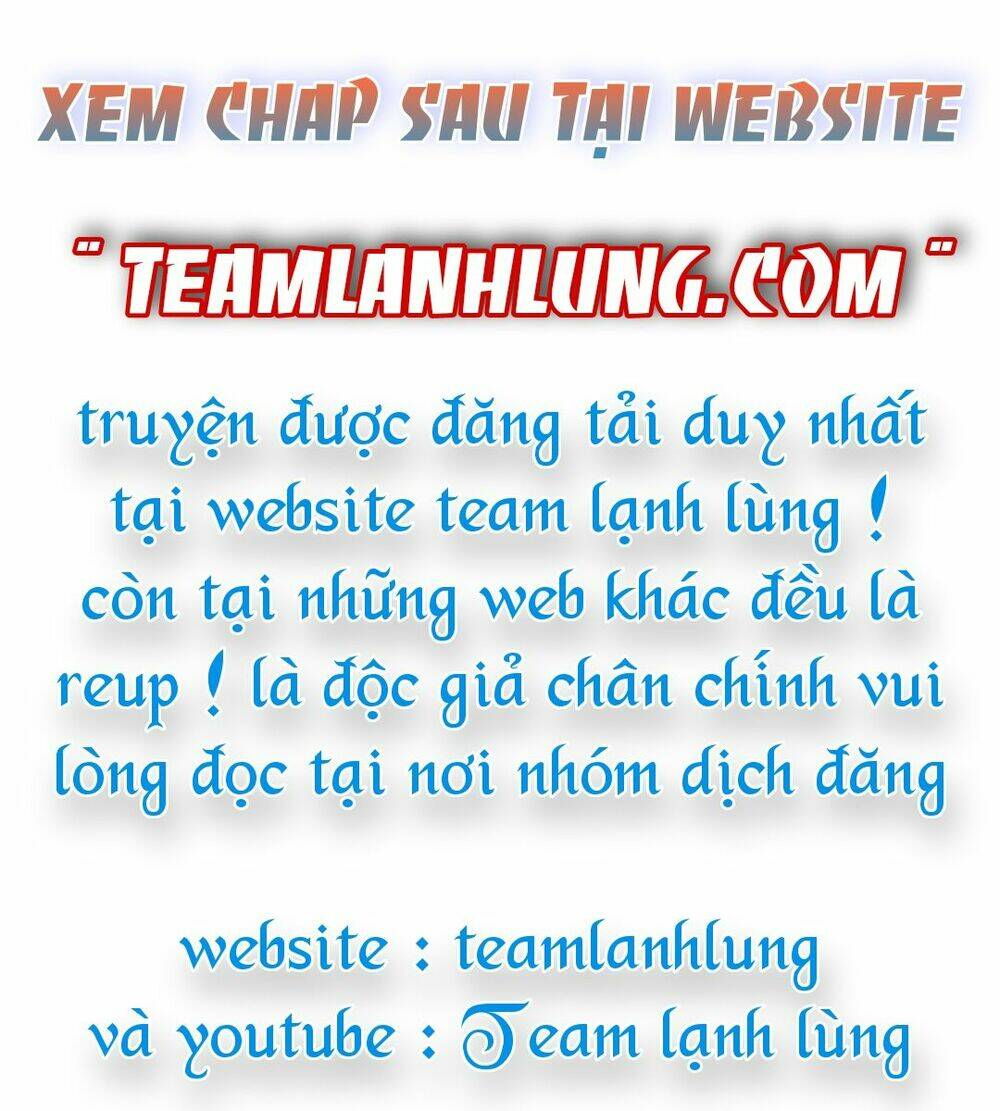 XEM CHAP SAU TẠI WEBSITE
" TEAMLANHLUNG.COM "
truyện được đăng tải duy nhất
tại website team lạnh lùng !
còn tại những web khác đều là
reup ! là độc giả chân chính vui
lòng đọc tại nơi nhóm dịch đăng
website : teamlanhlung
và youtube : Team lạnh lùng